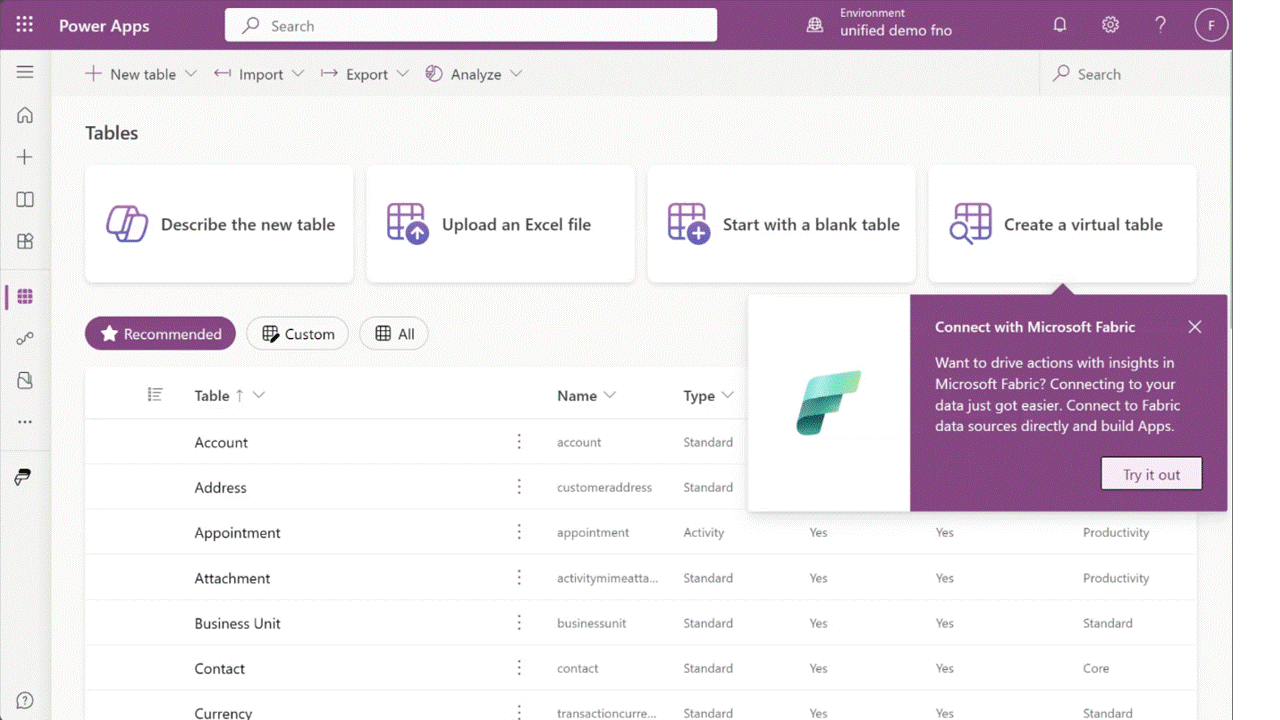 Power Apps
Search
Environment
unified demo fno
?
F
New table
Import
Export
Analyze
Search
Tables
Describe the new table
Upload an Excel file
Start with a blank table
Create a virtual table
Recommended
Custom
All
Connect with Microsoft Fabric
Want to drive actions with insights in
Microsoft Fabric? Connecting to your
data just got easier. Connect to Fabric
data sources directly and build Apps.
Try it out
Table ↑ Name Type
Account account Standard
Address customeraddress Standard
Appointment appointment Activity Yes Yes Productivity
Attachment activitymimeatta... Standard Yes Yes Productivity
Business Unit businessunit Standard Yes Yes Standard
Contact contact Standard Yes Yes Core
Currency transactioncurre... Standard Yes Yes Standard